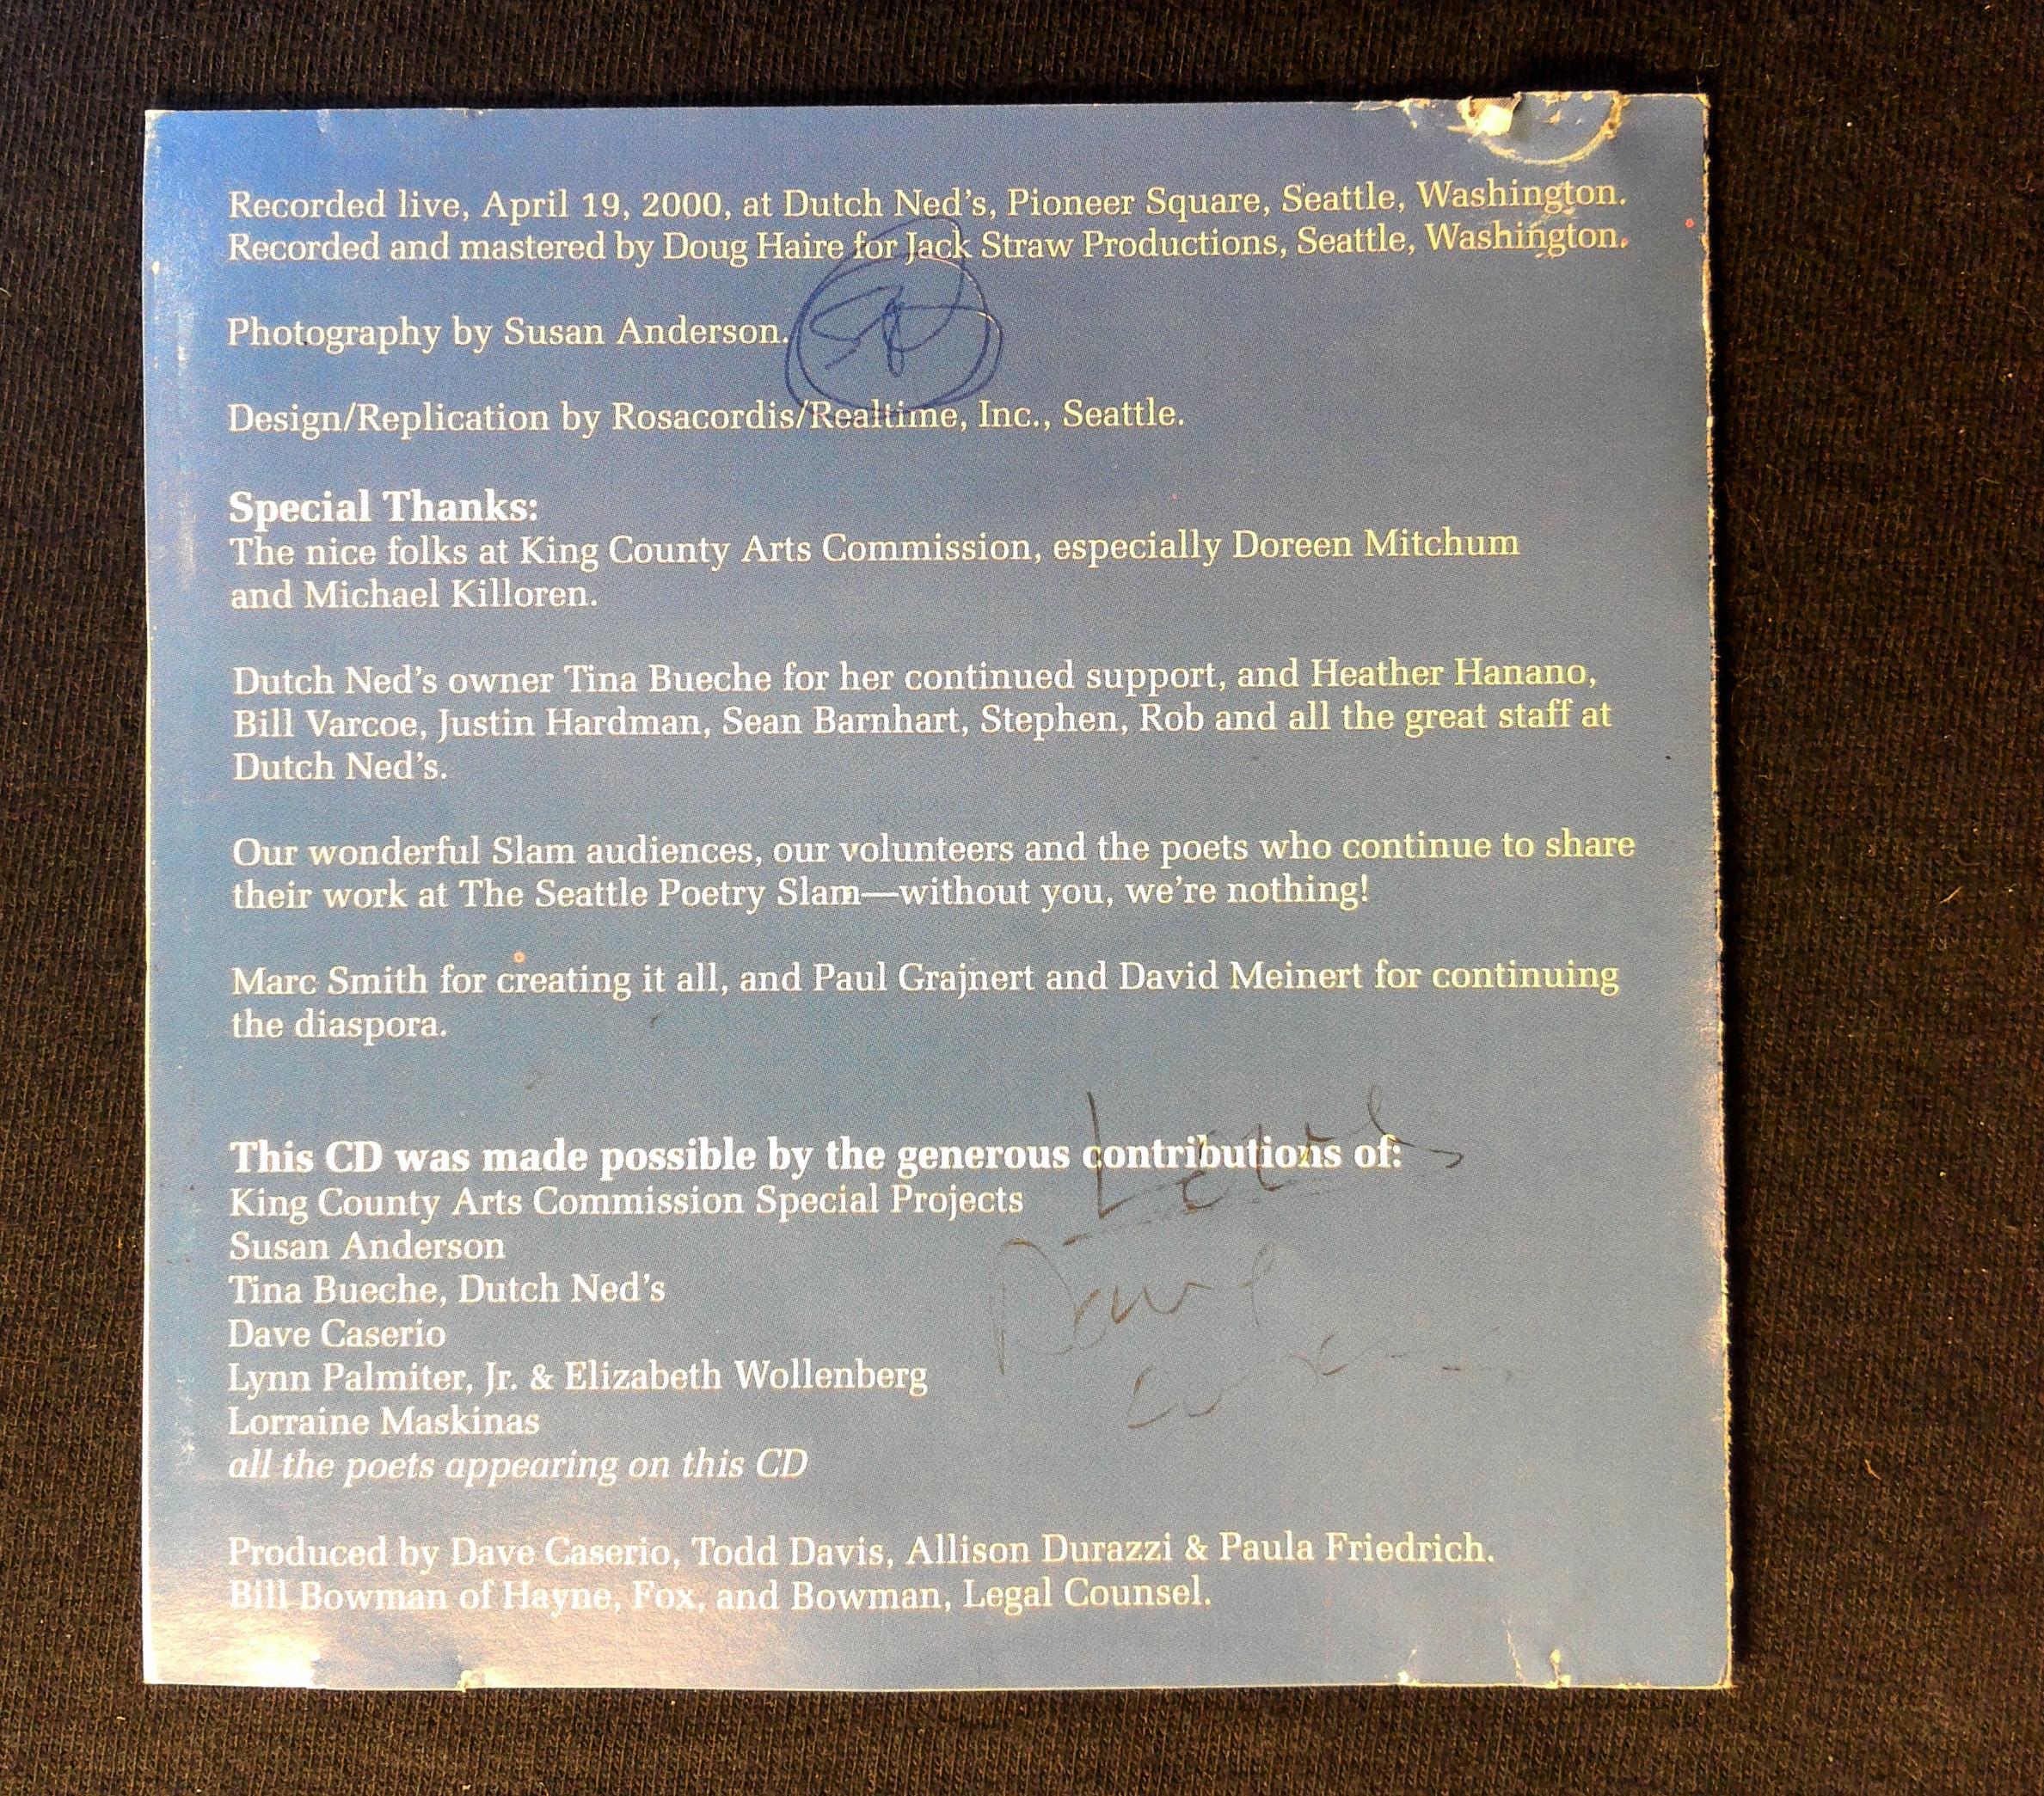 Recorded live, April 19, 2000, at Dutch Ned's, Pioneer Square, Seattle, Washington.
Recorded and mastered by Doug Haire for Jack Straw Productions, Seattle, Washington.
Photography by Susan Anderson.
Design/Replication by Rosacordis/Realtime, Inc., Seattle.
Special Thanks:
The nice folks at King County Arts Commission, especially Doreen Mitchum
and Michael Killoren.
Dutch Ned's owner Tina Bueche for her continued support, and Heather Hanano,
Bill Varcoe, Justin Hardman, Sean Barnhart, Stephen, Rob and all the great staff at
Dutch Ned's.
Our wonderful Slam audiences, our volunteers and the poets who continue to share
their work at The Seattle Poetry Slam—without you, we're nothing!
Marc Smith for creating it all, and Paul Grajnert and David Meinert for continuing
the diaspora.
This CD was made possible by the generous contributions of:
King County Arts Commission Special Projects
Susan Anderson
Tina Bueche, Dutch Ned's
Dave Caserio
Lynn Palmiter, Jr. & Elizabeth Wollenberg
Lorraine Maskinas
all the poets appearing on this CD
Produced by Dave Caserio, Todd Davis, Allison Durazzi & Paula Friedrich.
Bill Bowman of Hayne, Fox, and Bowman, Legal Counsel.